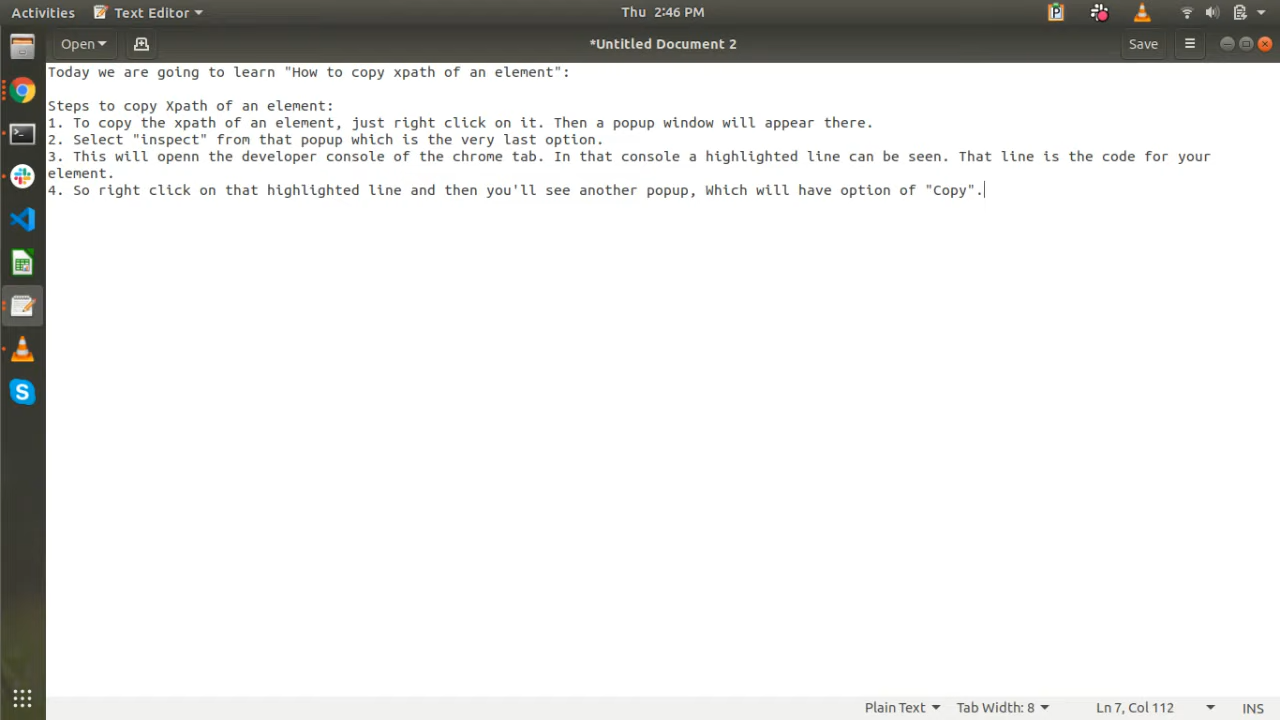 Activities Text Editor Thu 2:46 PM
Open *Untitled Document 2 Save
Today we are going to learn "How to copy xpath of an element":
Steps to copy Xpath of an element:
1. To copy the xpath of an element, just right click on it. Then a popup window will appear there.
2. Select "inspect" from that popup which is the very last option.
3. This will openn the developer console of the chrome tab. In that console a highlighted line can be seen. That line is the code for your
element.
4. So right click on that highlighted line and then you'll see another popup, Which will have option of "Copy".
Plain Text Tab Width: 8 Ln 7, Col 112 INS